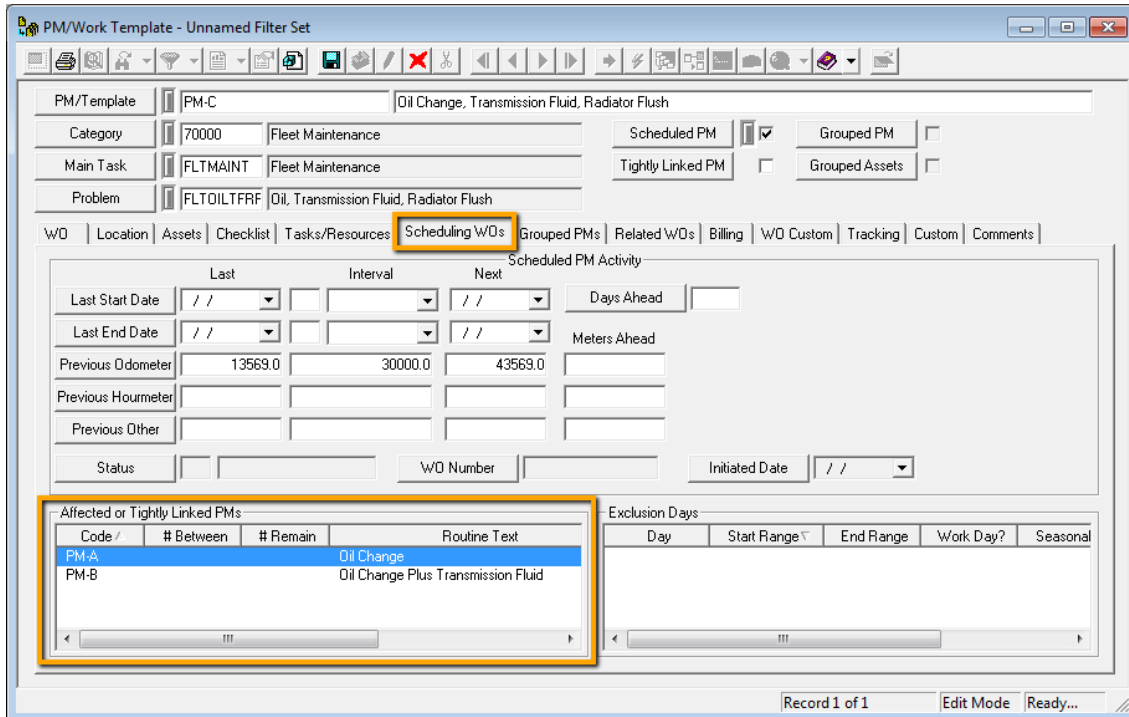 PM/Work Template - Unnamed Filter Set
PM/Template PM-C Oil Change, Transmission Fluid, Radiator Flush
Category 70000 Fleet Maintenance Scheduled PM Grouped PM
Main Task FLTMAINT Fleet Maintenance Tightly Linked PM Grouped Assets
Problem FLTOILTFRF Oil, Transmission Fluid, Radiator Flush
WO Location Assets Checklist Tasks/Resources Scheduling WOs Grouped PMs Related WOs Billing WO Custom Tracking Custom Comments
Scheduled PM Activity
Last Interval Next
Last Start Date / / / / Days Ahead
Last End Date / / / / Meters Ahead
Previous Odometer 13569.0 30000.0 43569.0
Previous Hourmeter
Previous Other
Status WO Number Initiated Date / /
Affected or Tightly Linked PMs Exclusion Days
Code # Between # Remain Routine Text Day Start Range End Range Work Day? Seasonal
PM-A Oil Change
PM-B Oil Change Plus Transmission Fluid
Record 1 of 1 Edit Mode Ready...